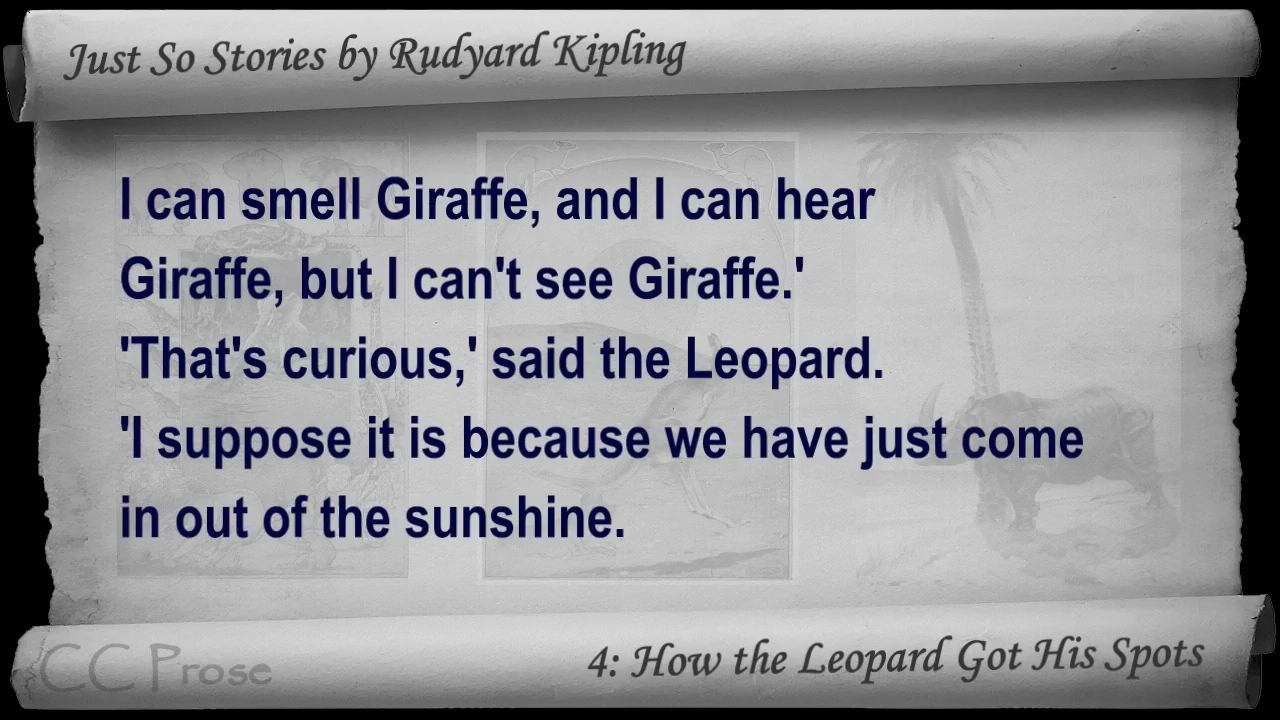 Just So Stories by Rudyard Kipling
I can smell Giraffe, and I can hear
Giraffe, but I can't see Giraffe.'
'That's curious,' said the Leopard.
'I suppose it is because we have just come
in out of the sunshine.
CC Prose
4: How the Leopard Got His Spots